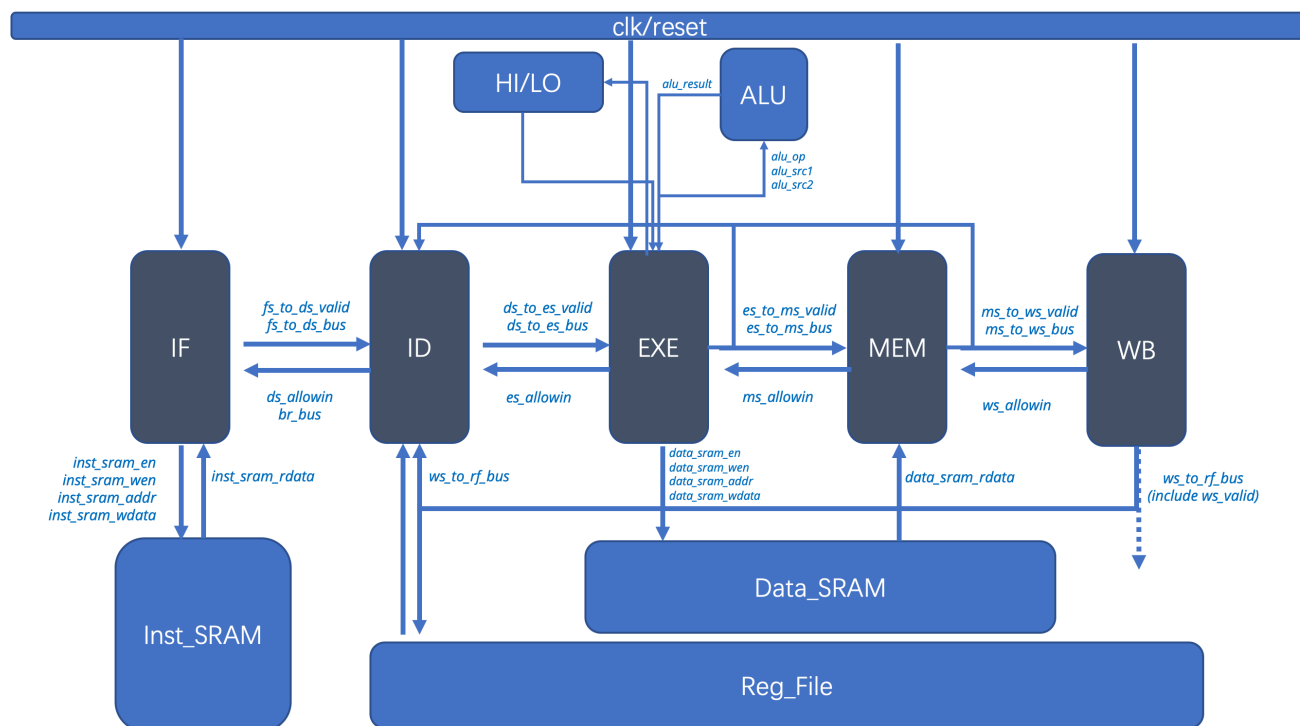 clk/reset
HI/LO
alu_result
ALU
alu_op
alu_src1
alu_src2
IF
fs_to_ds_valid
fs_to_ds_bus
ds_allowin
br_bus
ID
ds_to_es_valid
ds_to_es_bus
es_allowin
EXE
es_to_ms_valid
es_to_ms_bus
ms_allowin
MEM
ms_to_ws_valid
ms_to_ws_bus
ws_allowin
WB
inst_sram_en
inst_sram_wen
inst_sram_addr
inst_sram_wdata
inst_sram_rdata
ws_to_rf_bus
data_sram_en
data_sram_wen
data_sram_addr
data_sram_wdata
data_sram_rdata
ws_to_rf_bus
(include ws_valid)
Inst_SRAM
Data_SRAM
Reg_File